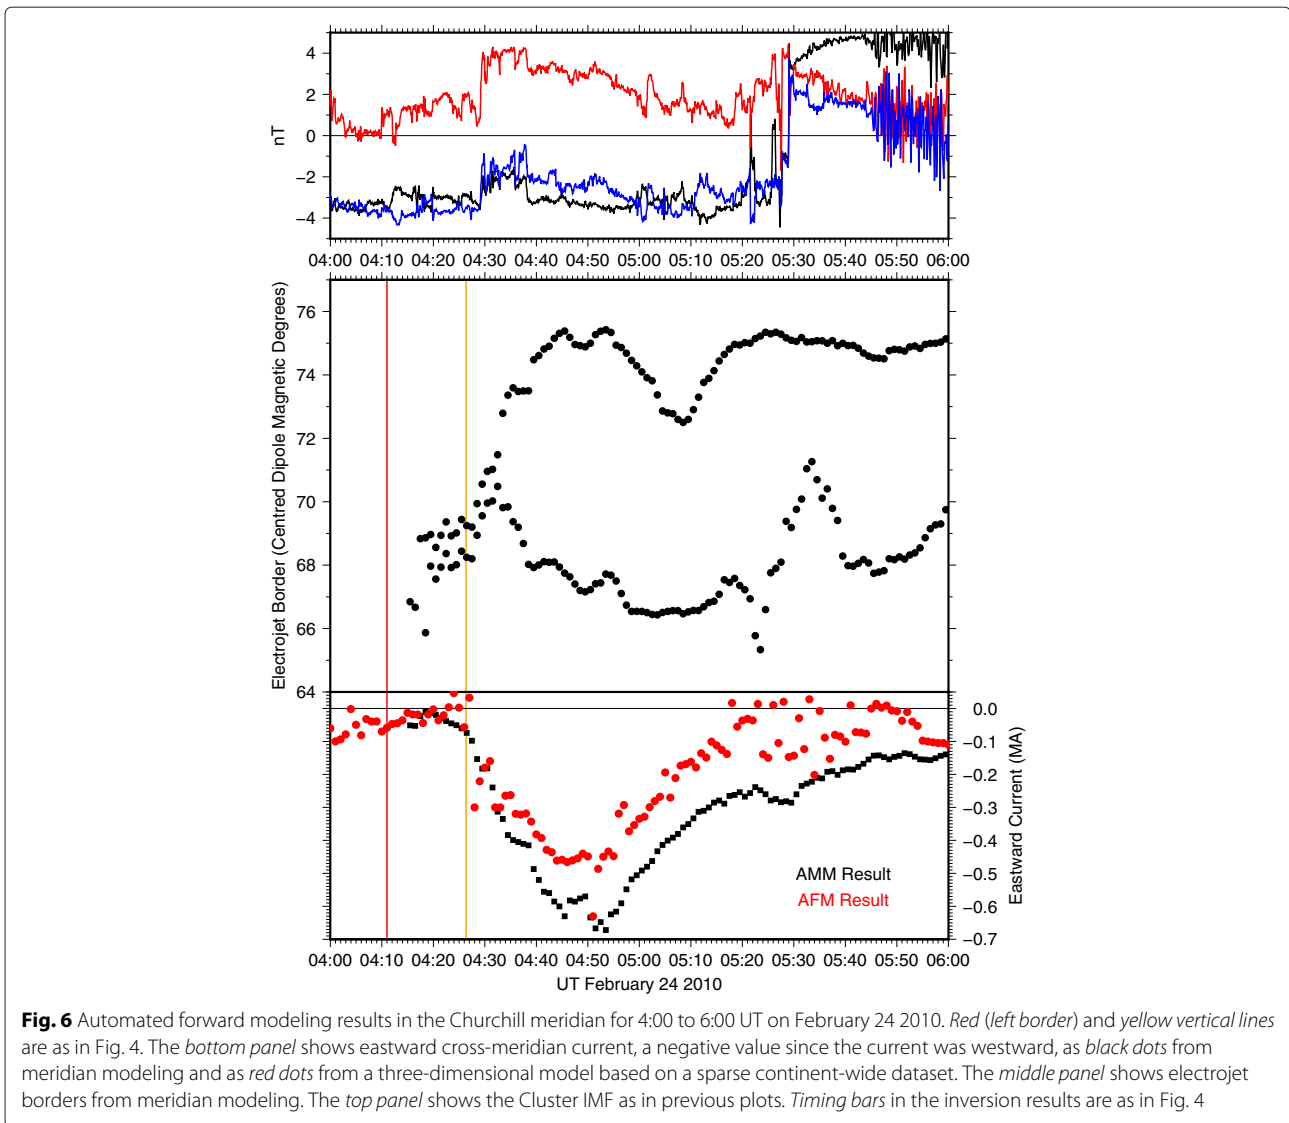 4
2
0
−2
−4
nT
04:00 04:10 04:20 04:30 04:40 04:50 05:00 05:10 05:20 05:30 05:40 05:50 06:00
76
74
72
70
68
66
64
Electrojet Border (Centred Dipole Magnetic Degrees)
0.0
−0.1
−0.2
−0.3
−0.4
−0.5
−0.6
−0.7
Eastward Current (MA)
AMM Result
AFM Result
04:00 04:10 04:20 04:30 04:40 04:50 05:00 05:10 05:20 05:30 05:40 05:50 06:00
UT February 24 2010
Fig. 6 Automated forward modeling results in the Churchill meridian for 4:00 to 6:00 UT on February 24 2010. Red (left border) and yellow vertical lines
are as in Fig. 4. The bottom panel shows eastward cross-meridian current, a negative value since the current was westward, as black dots from
meridian modeling and as red dots from a three-dimensional model based on a sparse continent-wide dataset. The middle panel shows electrojet
borders from meridian modeling. The top panel shows the Cluster IMF as in previous plots. Timing bars in the inversion results are as in Fig. 4